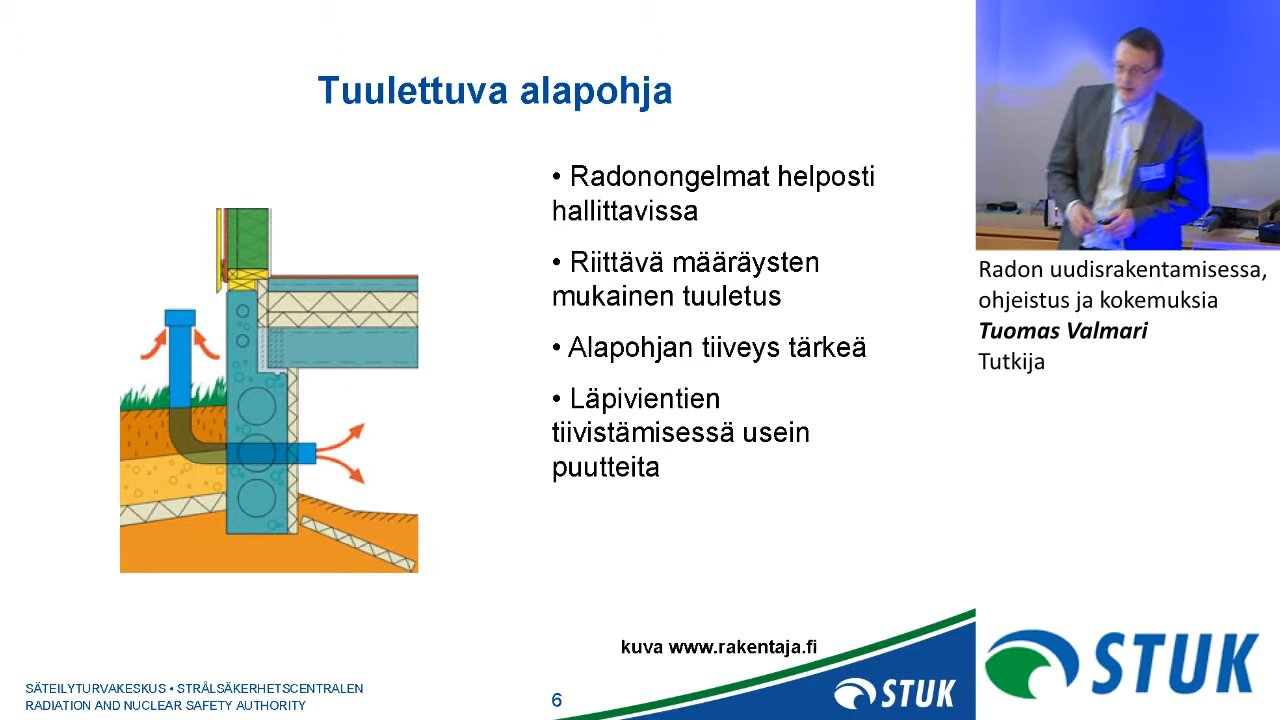 Tuulettuva alapohja
• Radonongelmat helposti
hallittavissa
• Riittävä määräysten
mukainen tuuletus
• Alapohjan tiiveys tärkeä
• Läpivientien
tiivistämisessä usein
puutteita
kuva www.rakentaja.fi
SÄTEILYTURVAKESKUS • STRÅLSÄKERHETSCENTRALEN
RADIATION AND NUCLEAR SAFETY AUTHORITY
6
STUK
Radon uudisrakentamisessa,
ohjeistus ja kokemuksia
Tuomas Valmari
Tutkija
STUK